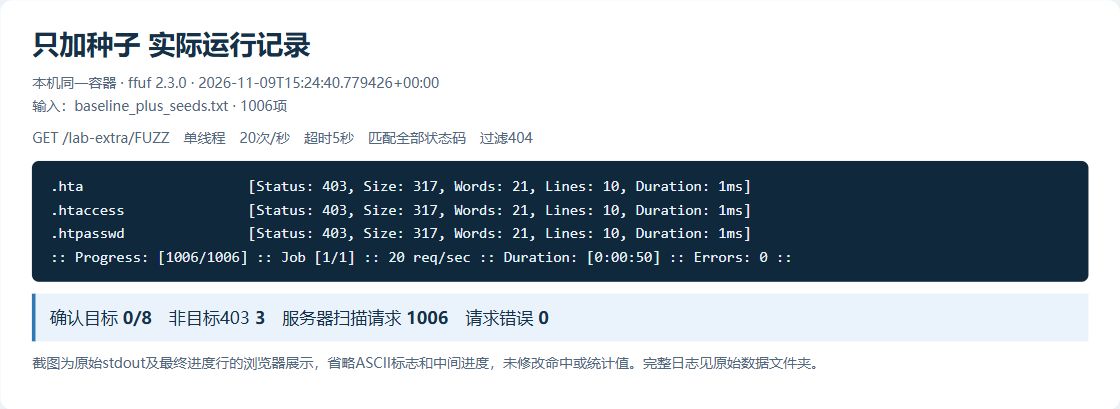 只加种子 实际运行记录
本机同一容器 · ffuf 2.3.0 · 2026-11-09T15:24:40.779426+00:00
输入：baseline_plus_seeds.txt · 1006项
GET /lab-extra/FUZZ 单线程 20次/秒 超时5秒 匹配全部状态码 过滤404
.hta [Status: 403, Size: 317, Words: 21, Lines: 10, Duration: 1ms]
.htaccess [Status: 403, Size: 317, Words: 21, Lines: 10, Duration: 1ms]
.htpasswd [Status: 403, Size: 317, Words: 21, Lines: 10, Duration: 1ms]
:: Progress: [1006/1006] :: Job [1/1] :: 20 req/sec :: Duration: [0:00:50] :: Errors: 0 ::
确认目标 0/8 非目标403 3 服务器扫描请求 1006 请求错误 0
截图为原始stdout及最终进度行的浏览器展示，省略ASCII标志和中间进度，未修改命中或统计值。完整日志见原始数据文件夹。